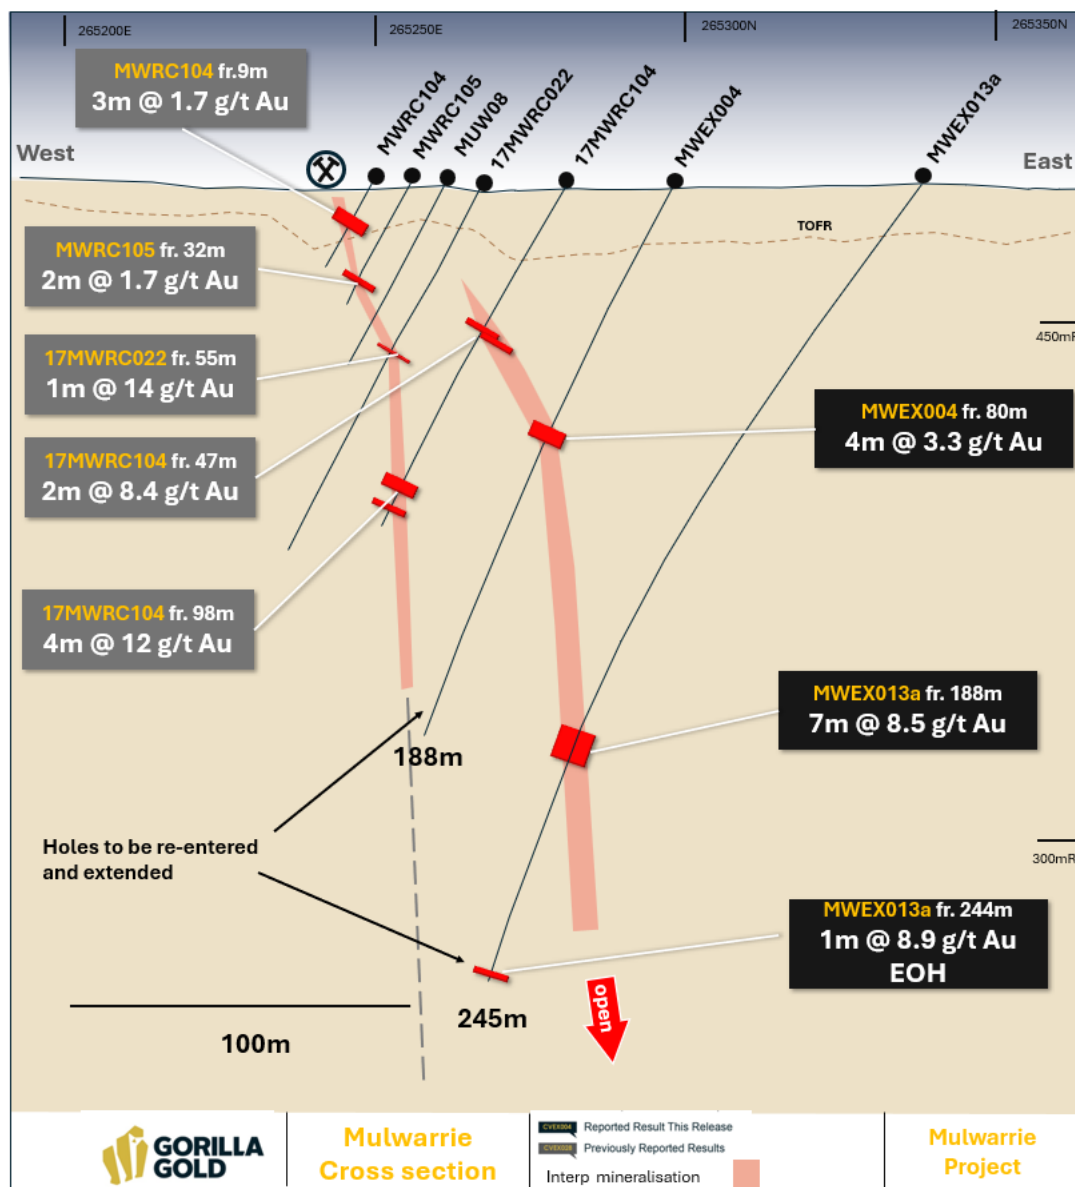 265200E
265250E
265300N
265350N
MWRC104 fr.9m
3m @ 1.7 g/t Au
MWRC104
MWRC105
MUW08
17MWRC022
17MWRC104
MWEX004
MWEX013a
West
East
TOFR
MWRC105 fr. 32m
2m @ 1.7 g/t Au
450mR
17MWRC022 fr. 55m
1m @ 14 g/t Au
MWEX004 fr. 80m
4m @ 3.3 g/t Au
17MWRC104 fr. 47m
2m @ 8.4 g/t Au
17MWRC104 fr. 98m
4m @ 12 g/t Au
MWEX013a fr. 188m
7m @ 8.5 g/t Au
188m
Holes to be re-entered
and extended
300mR
MWEX013a fr. 244m
1m @ 8.9 g/t Au
EOH
open
245m
100m
GORILLA
GOLD
Mulwarrie
Cross section
CVEX004 Reported Result This Release
Previously Reported Results
Interp mineralisation
Mulwarrie
Project